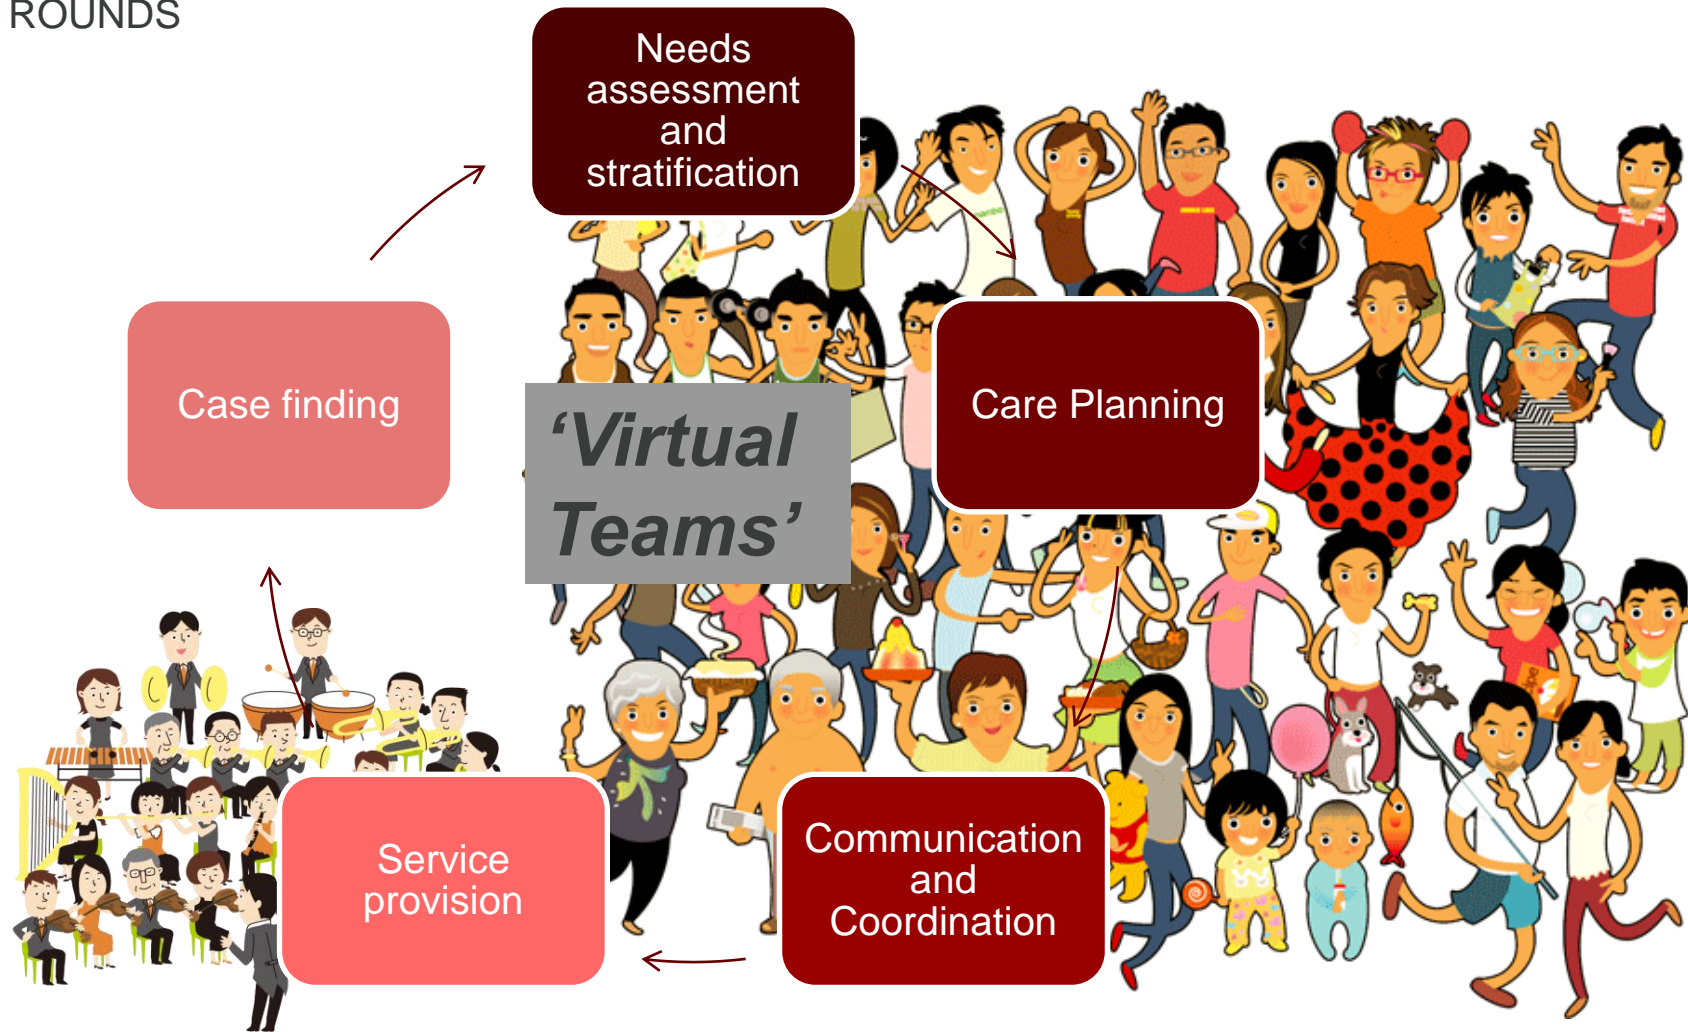 ROUNDS
Needs
assessment
and
stratification
Case finding
‘Virtual
Teams’
Care Planning
Service
provision
Communication
and
Coordination